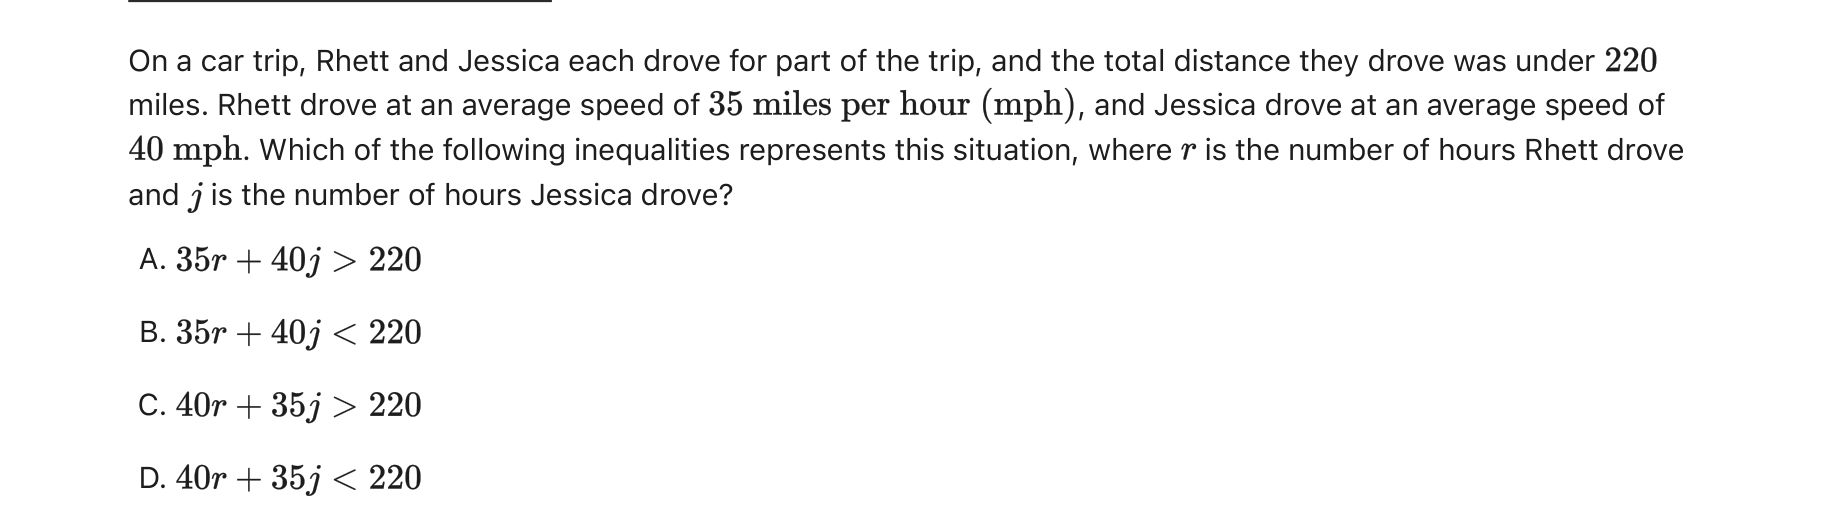 On a car trip, Rhett and Jessica each drove for part of the trip, and the total distance they drove was under 220
miles. Rhett drove at an average speed of 35 miles per hour (mph), and Jessica drove at an average speed of
40 mph. Which of the following inequalities represents this situation, where r is the number of hours Rhett drove
and j is the number of hours Jessica drove?
A. 35r + 40j > 220
B. 35r + 40j < 220
C. 40r + 35j > 220
D. 40r + 35j < 220